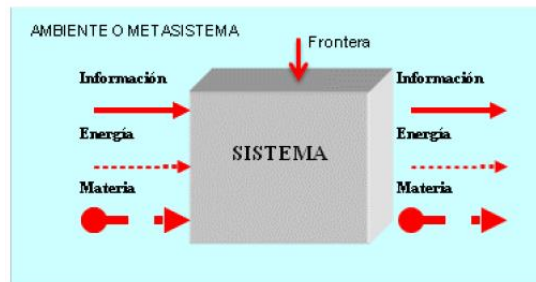 AMBIENTE O METASISTEMA
Frontera
Información
Energía
Materia
SISTEMA
Información
Energía
Materia